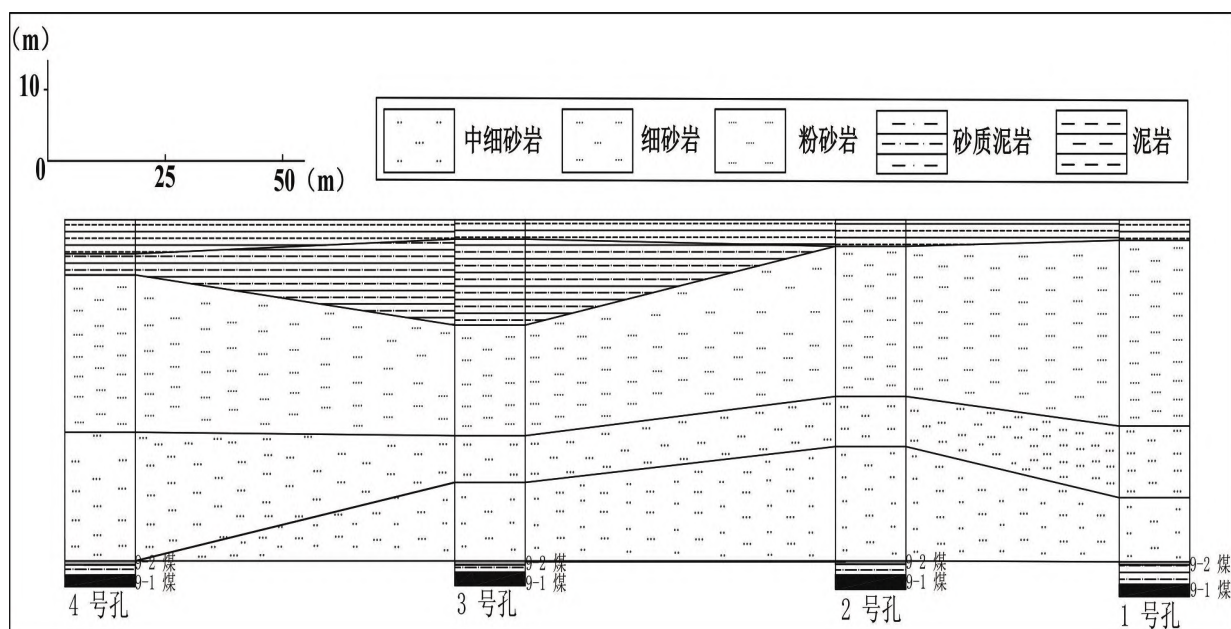 (m)
10
0
25
50 (m)
中细砂岩
细砂岩
粉砂岩
砂质泥岩
泥岩
9-2 煤
9-1 煤
4 号孔
9-2 煤
9-1 煤
3 号孔
9-2 煤
9-1 煤
2 号孔
9-2 煤
9-1 煤
1 号孔